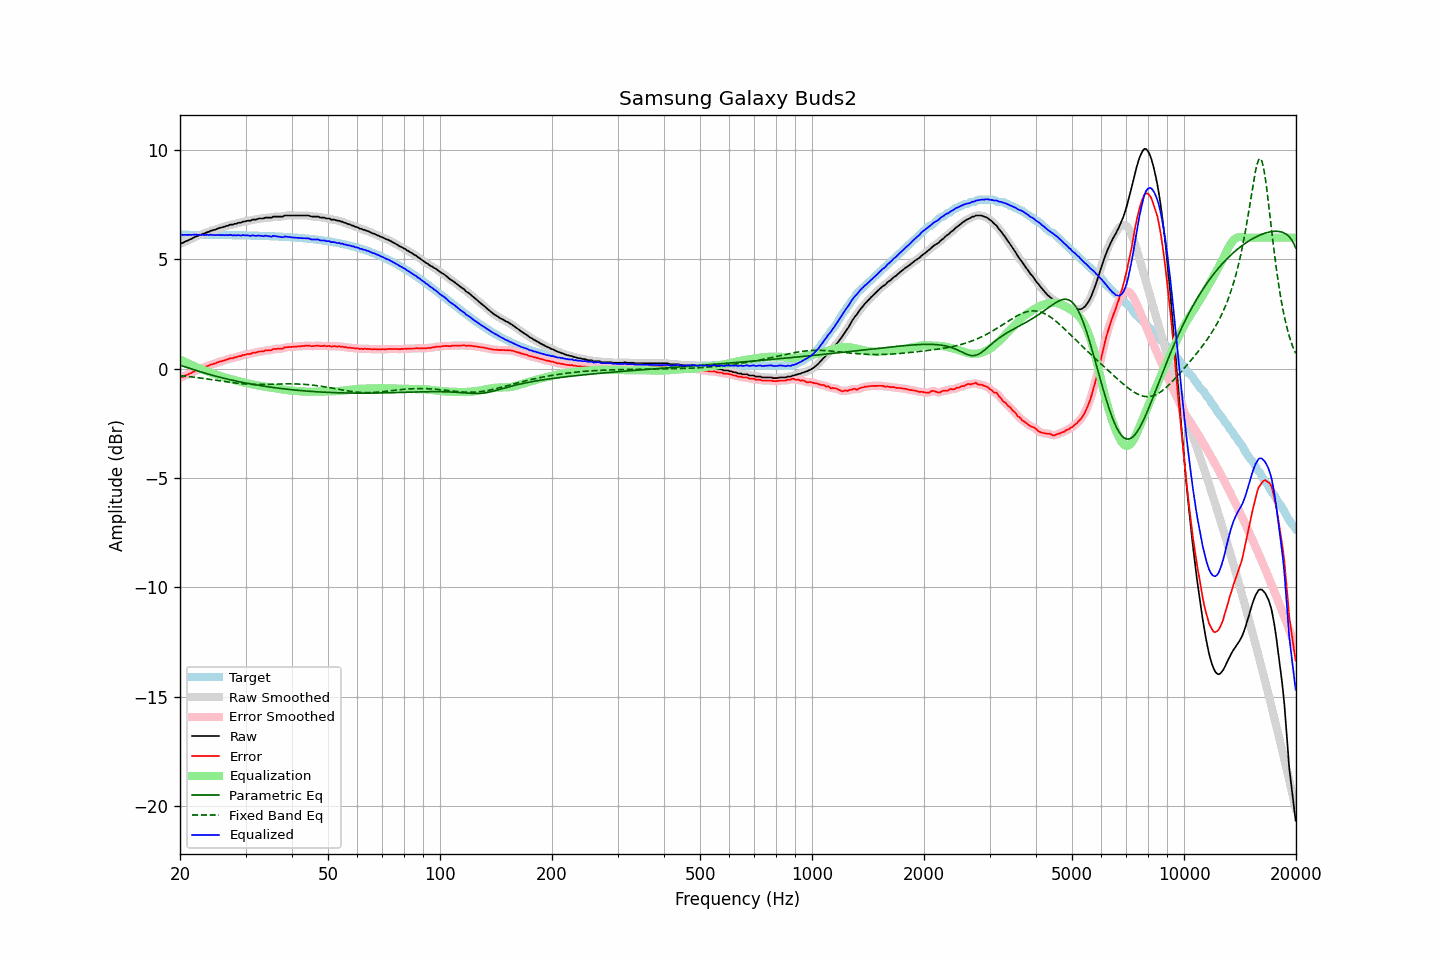 Samsung Galaxy Buds2
Amplitude (dBr)
10
5
0
−5
−10
−15
−20
Target
Raw Smoothed
Error Smoothed
Raw
Error
Equalization
Parametric Eq
Fixed Band Eq
Equalized
20 50 100 200 500 1000 2000 5000 10000 20000
Frequency (Hz)